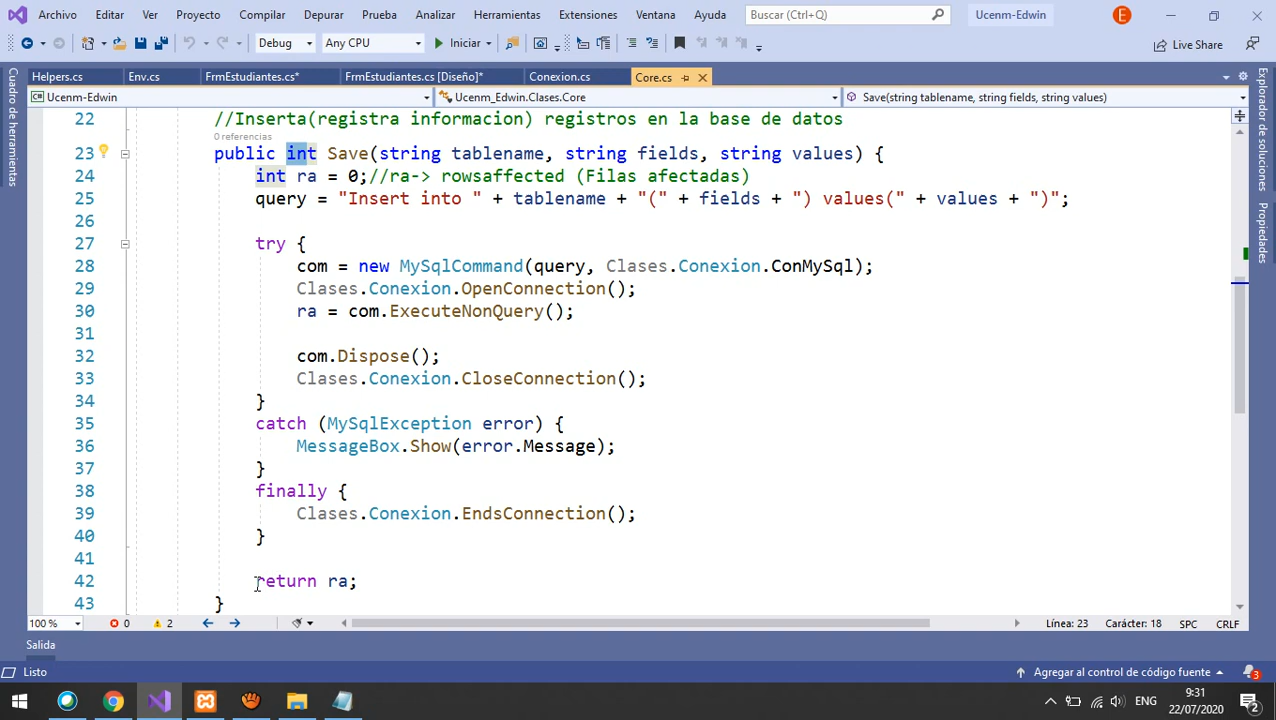 Archivo Editar Ver Proyecto Compilar Depurar Prueba Analizar Herramientas Extensiones Ventana Ayuda Buscar (Ctrl+Q) Ucenm-Edwin E
Debug Any CPU Iniciar Live Share
Helpers.cs Env.cs FrmEstudiantes.cs* FrmEstudiantes.cs [Diseño]* Conexion.cs Core.cs
Ucenm-Edwin Ucenm_Edwin.Clases.Core Save(string tablename, string fields, string values)
Cuadro de herramientas
Explorador de soluciones
Propiedades
22 //Inserta(registra informacion) registros en la base de datos
0 referencias
23 public int Save(string tablename, string fields, string values) {
24 int ra = 0;//ra-> rowsaffected (Filas afectadas)
25 query = "Insert into " + tablename + "(" + fields + ") values(" + values + ")";
26
27 try {
28 com = new MySqlCommand(query, Clases.Conexion.ConMySql);
29 Clases.Conexion.OpenConnection();
30 ra = com.ExecuteNonQuery();
31
32 com.Dispose();
33 Clases.Conexion.CloseConnection();
34 }
35 catch (MySqlException error) {
36 MessageBox.Show(error.Message);
37 }
38 finally {
39 Clases.Conexion.EndsConnection();
40 }
41
42 return ra;
43 }
100 % 0 2 Línea: 23 Carácter: 18 SPC CRLF
Salida
Listo Agregar al control de código fuente 3
ENG 9:31
22/07/2020 2